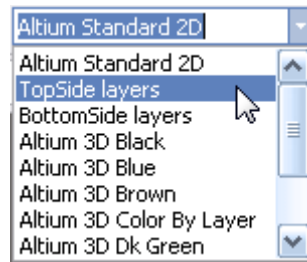 Altium Standard 2D
Altium Standard 2D
TopSide layers
BottomSide layers
Altium 3D Black
Altium 3D Blue
Altium 3D Brown
Altium 3D Color By Layer
Altium 3D Dk Green